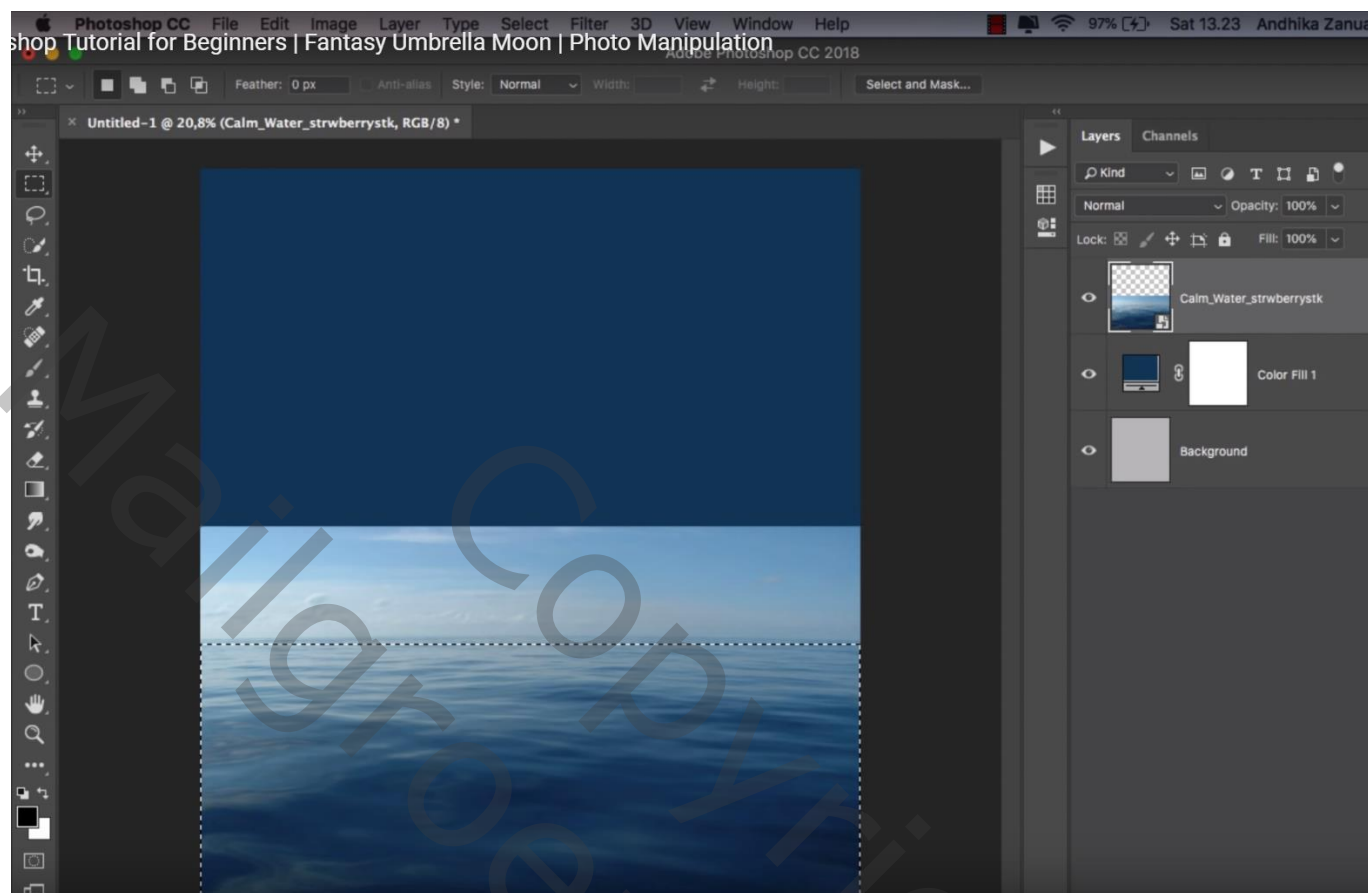 Photoshop CC File Edit Image Layer Type Select Filter 3D View Window Help 97% Sat 13.23 Andhika Zanua
shop Tutorial for Beginners | Fantasy Umbrella Moon | Photo Manipulation
Adobe Photoshop CC 2018
Feather: 0 px Anti-alias Style: Normal Width: Height: Select and Mask...
× Untitled-1 @ 20,8% (Calm_Water_strwberrystk, RGB/8) *
Layers Channels
Kind
Normal Opacity: 100%
Lock: Fill: 100%
Calm_Water_strwberrystk
Color Fill 1
Background